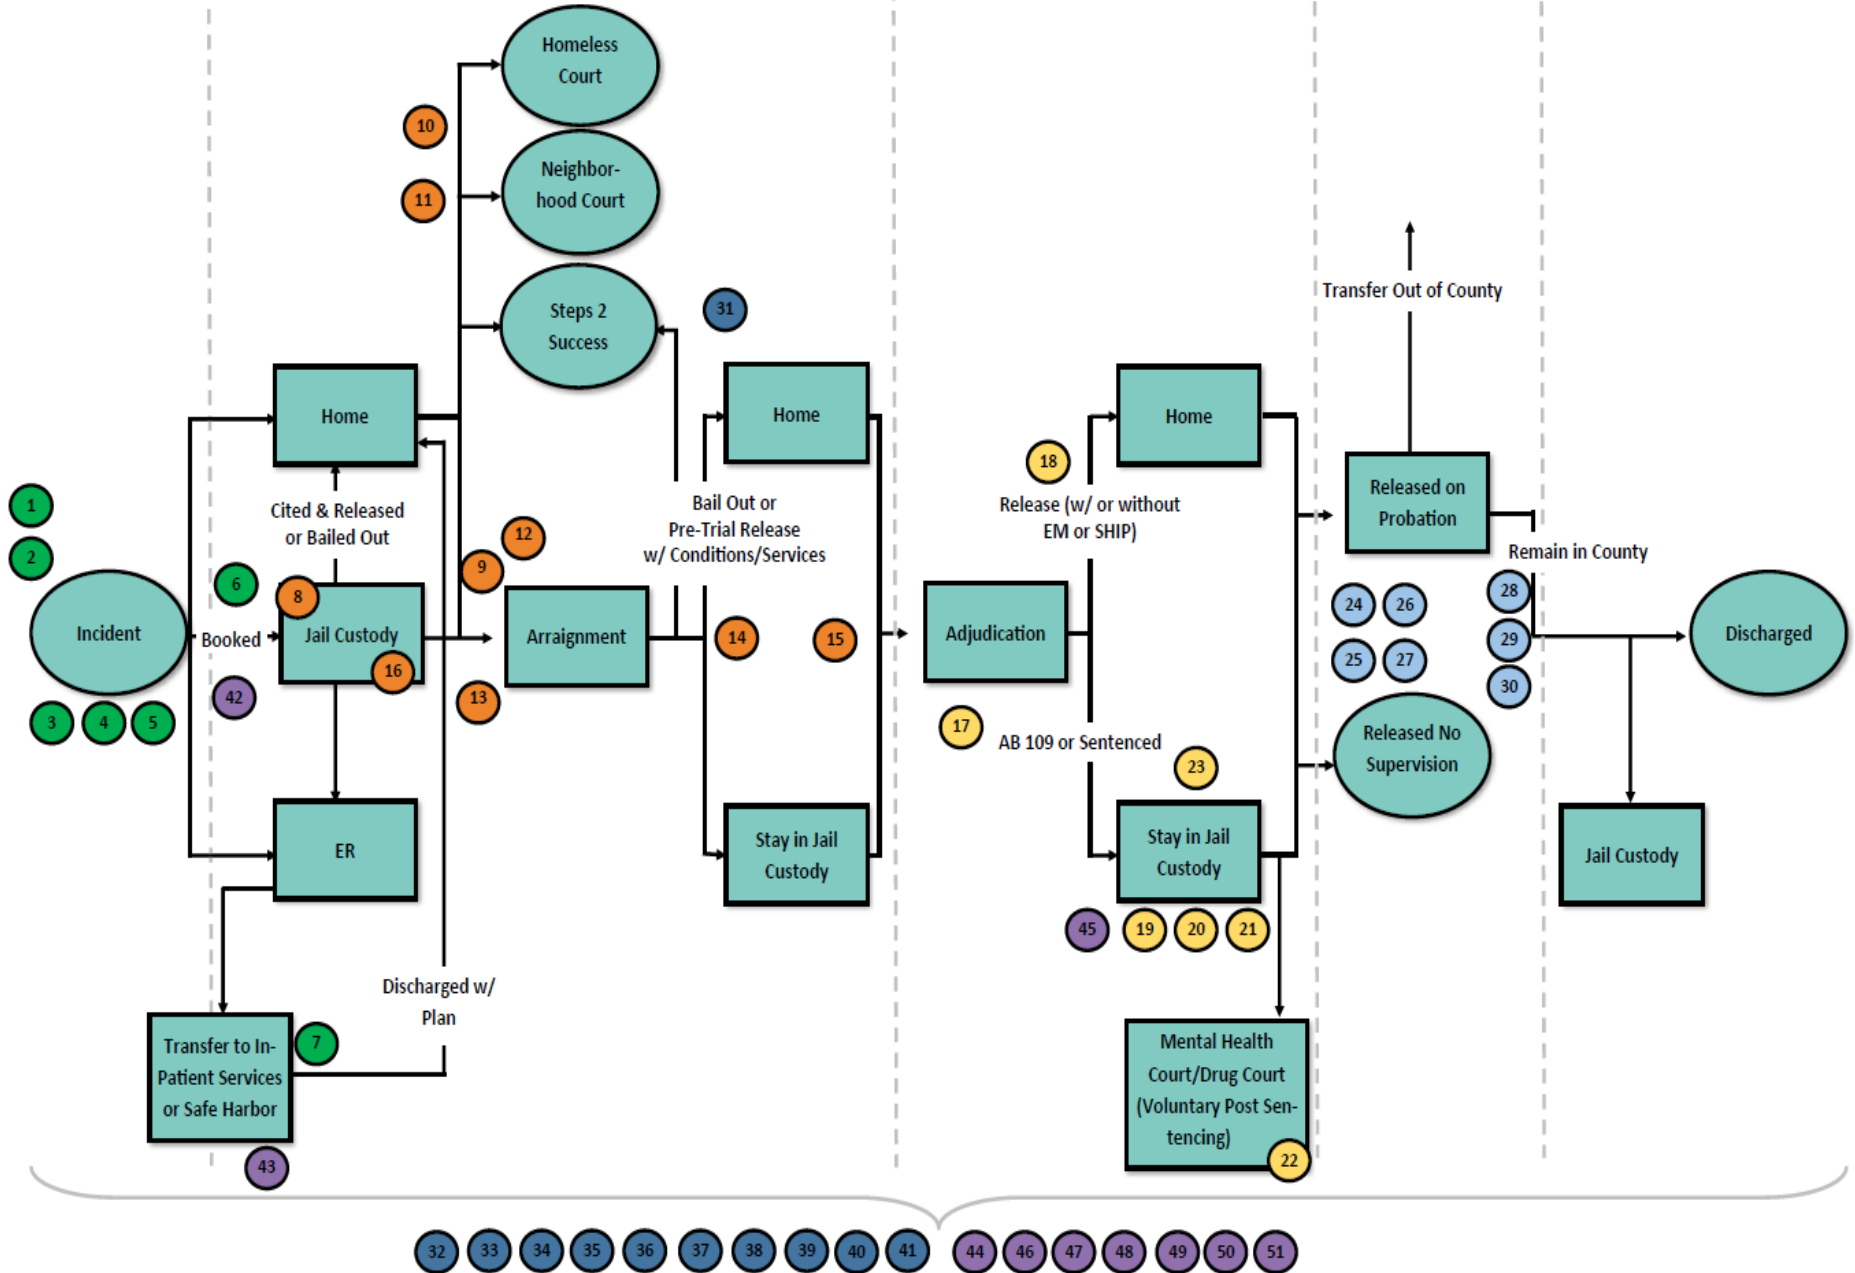 Homeless
Court
10
Neighbor-
hood Court
11
Steps 2
Success
31
Transfer Out of County
Home
Home
Home
18
Release (w/ or without
EM or SHIP)
Released on
Probation
1
2
Cited & Released
or Bailed Out
12
9
Bail Out or
Pre-Trial Release
w/ Conditions/Services
Remain in County
6
8
Incident
Booked
Jail Custody
16
42
3
4
5
13
Arraignment
14
15
Adjudication
17
AB 109 or Sentenced
23
24
26
25
27
28
29
30
Released No
Supervision
Discharged
ER
Stay in Jail
Custody
Stay in Jail
Custody
45
19
20
21
Jail Custody
Discharged w/
Plan
Transfer to In-
Patient Services
or Safe Harbor
7
43
Mental Health
Court/Drug Court
(Voluntary Post Sen-
tencing)
22
32 33 34 35 36 37 38 39 40 41 44 46 47 48 49 50 51